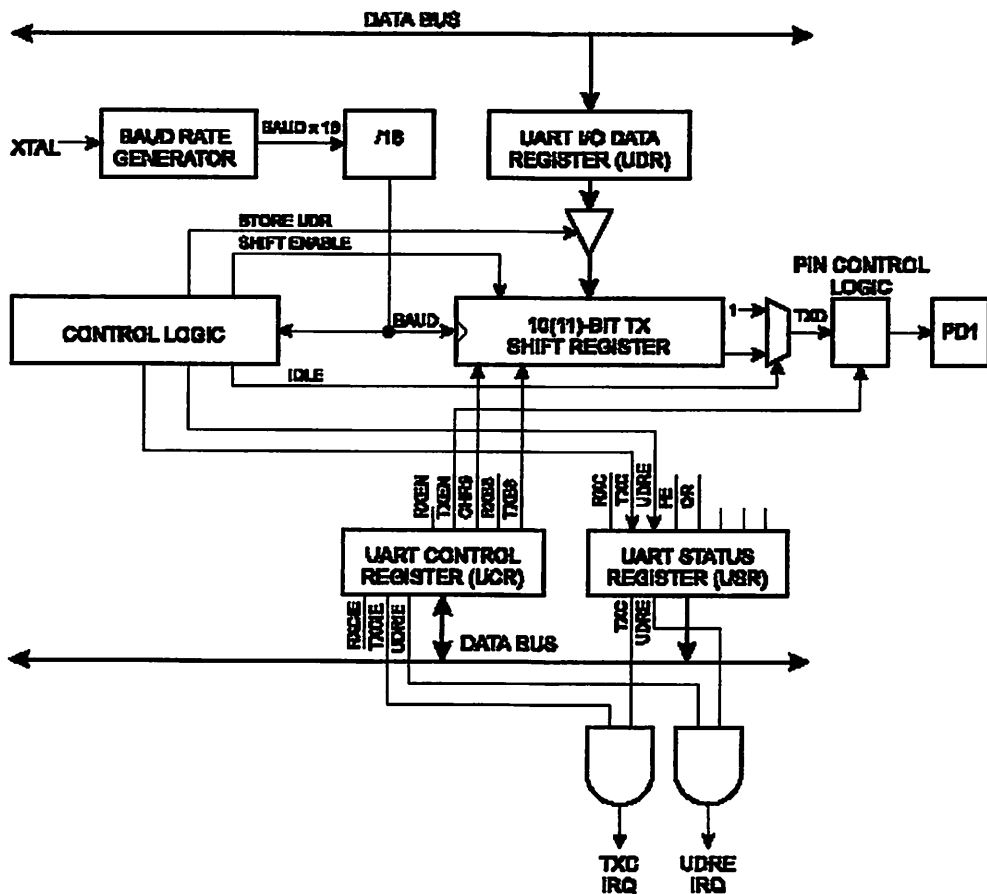 DATA BUS
XTAL
BAUD RATE
GENERATOR
BAUD x 16
/16
UART I/O DATA
REGISTER (UDR)
STORE UDR
SHIFT ENABLE
PIN CONTROL
LOGIC
CONTROL LOGIC
BAUD
10(11)-BIT TX
SHIFT REGISTER
1
TXD
PD1
IDLE
RXEN
TXEN
CHR9
RXB8
TXB8
RXC
TXC
UDRE
FE
OR
UART CONTROL
REGISTER (UCR)
UART STATUS
REGISTER (USR)
RXCIE
TXCIE
UDRIE
TXC
UDRE
DATA BUS
TXC
IRQ
UDRE
IRQ